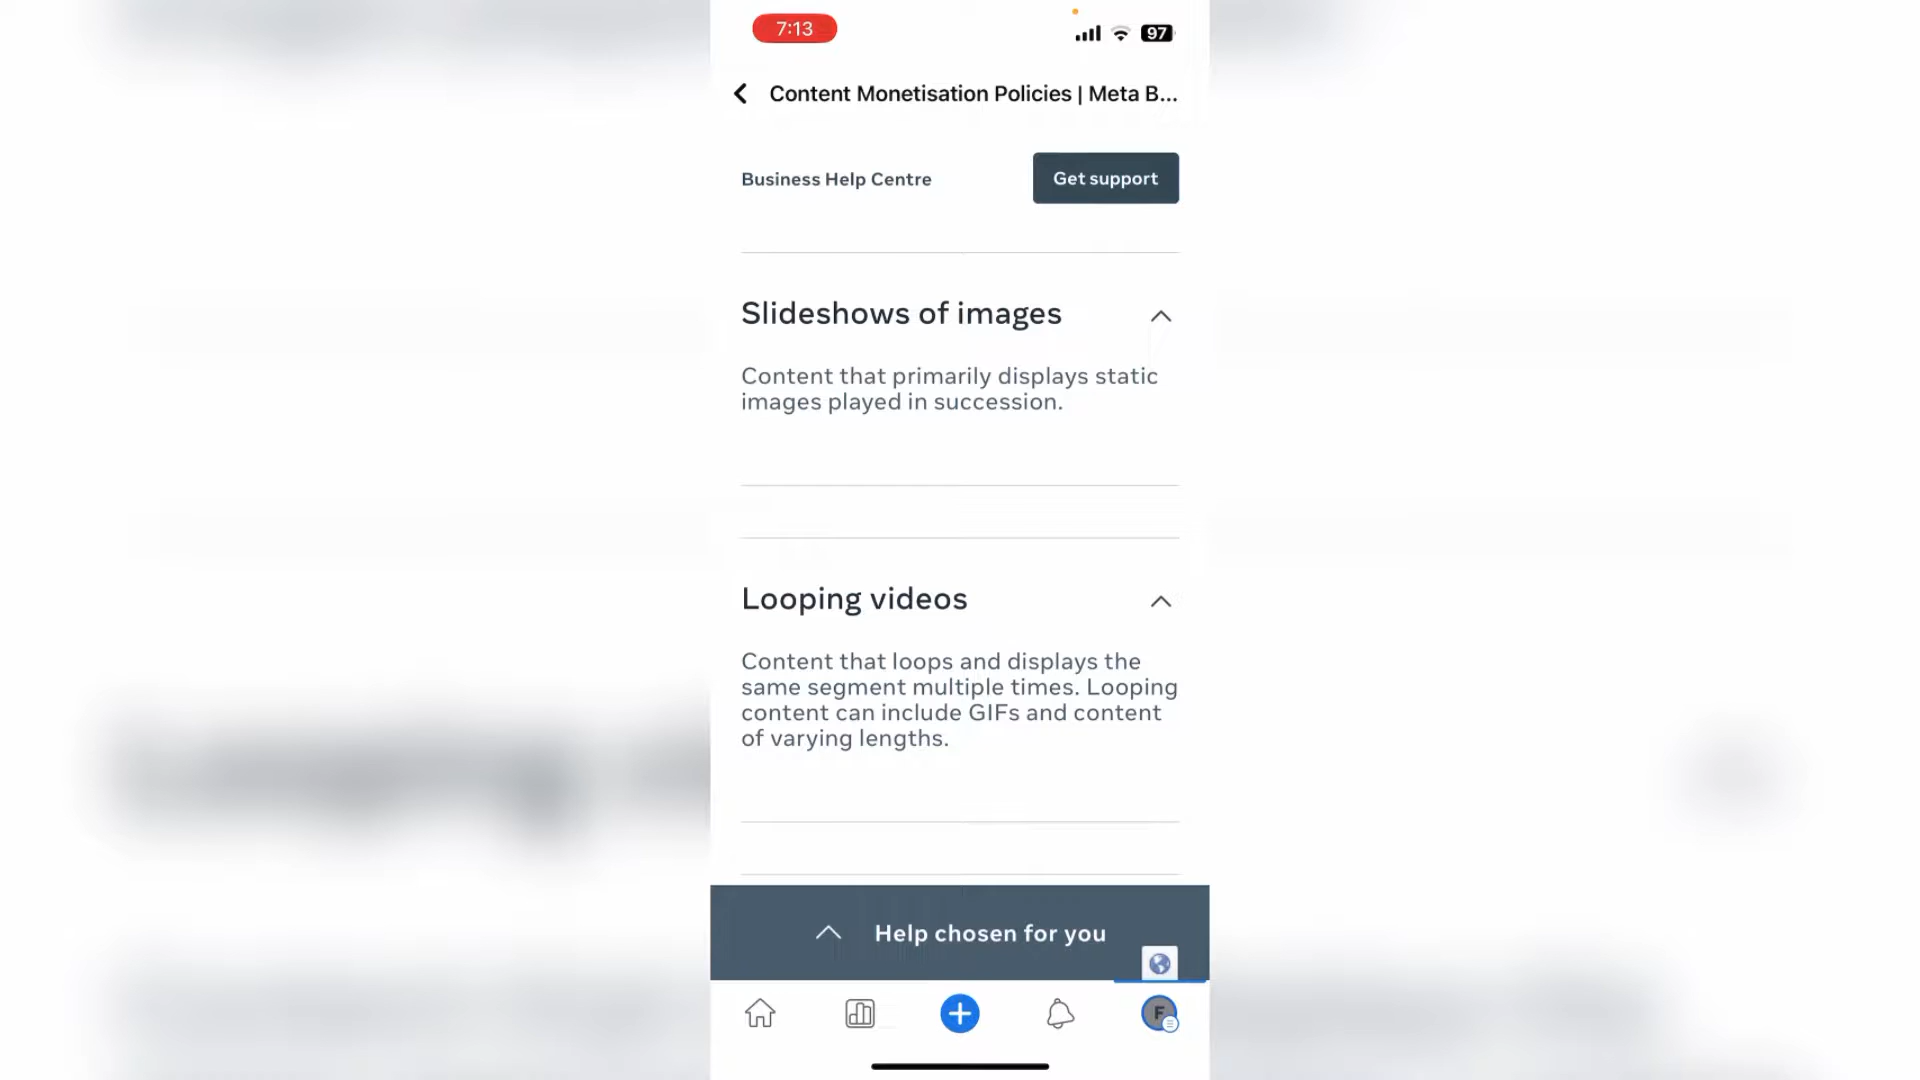 7:13
97
Content Monetisation Policies | Meta B...
Business Help Centre
Get support
Slideshows of images
Content that primarily displays static
images played in succession.
Looping videos
Content that loops and displays the
same segment multiple times. Looping
content can include GIFs and content
of varying lengths.
Help chosen for you
F